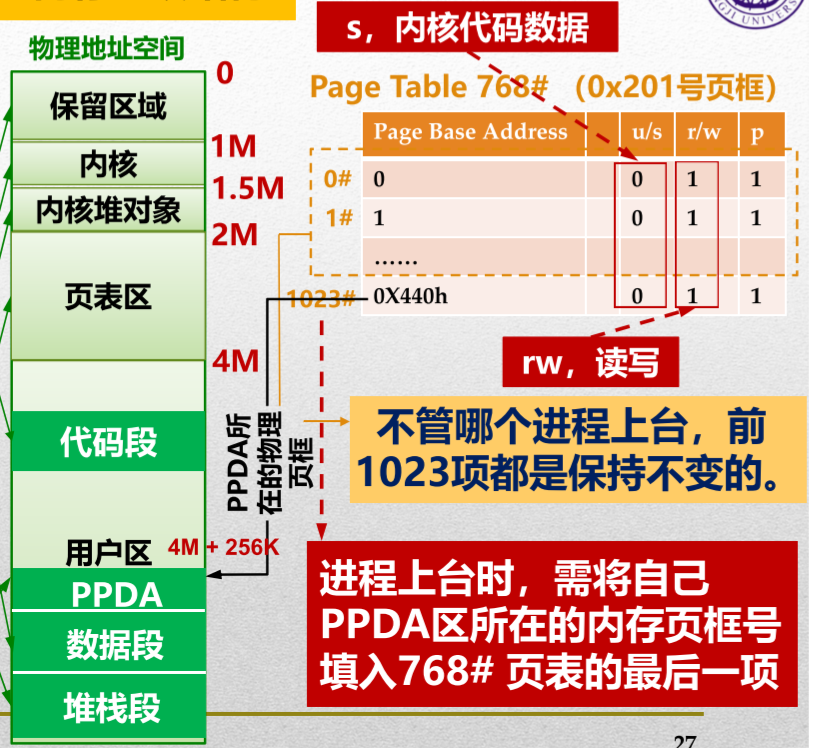 s，内核代码数据
物理地址空间
0
保留区域
1M
内核
1.5M
内核堆对象
2M
页表区
4M
代码段
用户区
4M + 256K
PPDA
数据段
堆栈段
Page Table 768# （0x201号页框）
Page Base Address u/s r/w p
0# 0 0 1 1
1# 1 0 1 1
……
1023# 0X440h 0 1 1
rw，读写
PPDA所
在的物理
页框
不管哪个进程上台，前
1023项都是保持不变的。
进程上台时，需将自己
PPDA区所在的内存页框号
填入768# 页表的最后一项
27